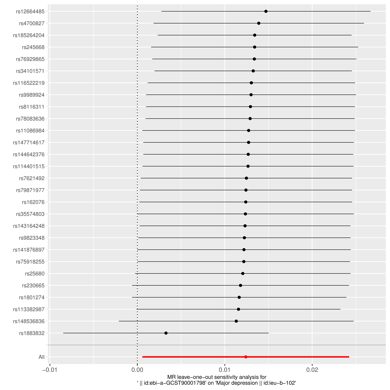 rs12664485
rs4700827
rs185264204
rs245668
rs76929865
rs34101571
rs116522219
rs9989924
rs8116311
rs78083636
rs11086984
rs147714617
rs144642376
rs114401515
rs7621492
rs79871977
rs162076
rs35574803
rs143164248
rs9823348
rs141876897
rs75918255
rs25680
rs230665
rs1801274
rs113382987
rs148536836
rs1883832
All
−0.01 0.00 0.01 0.02
MR leave−one−out sensitivity analysis for
' || id:ebi−a−GCST90001798' on 'Major depression || id:ieu−b−102'